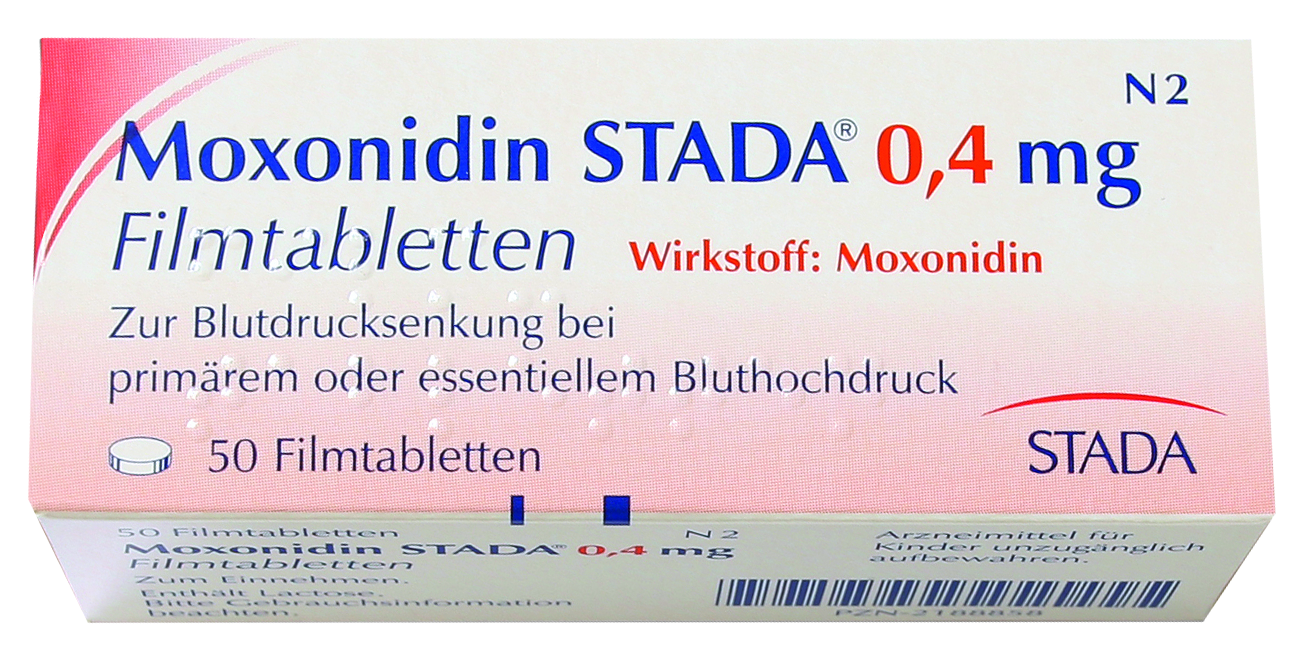 N2
Moxonidin STADA® 0,4 mg
Filmtabletten Wirkstoff: Moxonidin
Zur Blutdrucksenkung bei
primärem oder essentiellem Bluthochdruck
50 Filmtabletten
STADA
50 Filmtabletten N 2
Moxonidin STADA® 0,4 mg
Filmtabletten
Zum Einnehmen.
Enthält Lactose.
Bitte Gebrauchsinformation
beachten.
Arzneimittel für
Kinder unzugänglich
aufbewahren.
PZN-2188858